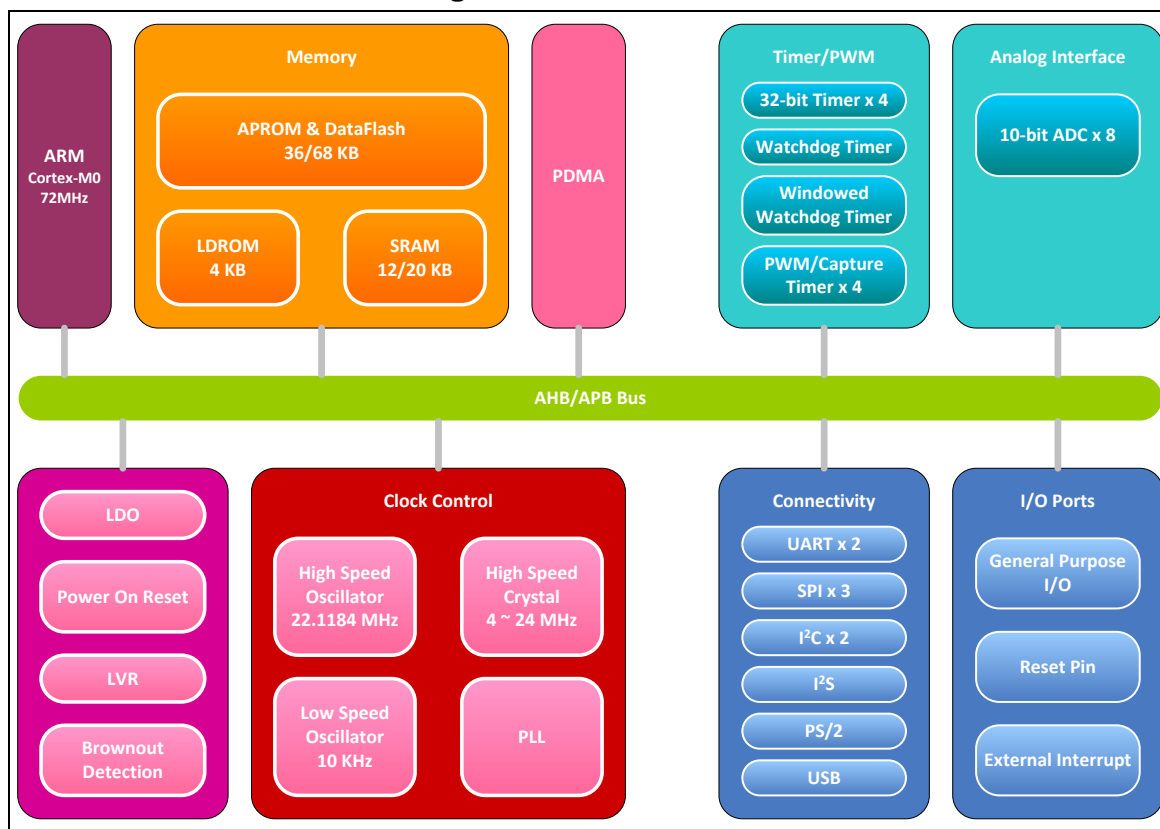 ARM
Cortex-M0
72MHz
Memory
APROM & DataFlash
36/68 KB
LDROM
4 KB
SRAM
12/20 KB
PDMA
Timer/PWM
32-bit Timer x 4
Watchdog Timer
Windowed
Watchdog Timer
PWM/Capture
Timer x 4
Analog Interface
10-bit ADC x 8
AHB/APB Bus
LDO
Power On Reset
LVR
Brownout
Detection
Clock Control
High Speed
Oscillator
22.1184 MHz
High Speed
Crystal
4 ~ 24 MHz
Low Speed
Oscillator
10 KHz
PLL
Connectivity
UART x 2
SPI x 3
I²C x 2
I²S
PS/2
USB
I/O Ports
General Purpose
I/O
Reset Pin
External Interrupt